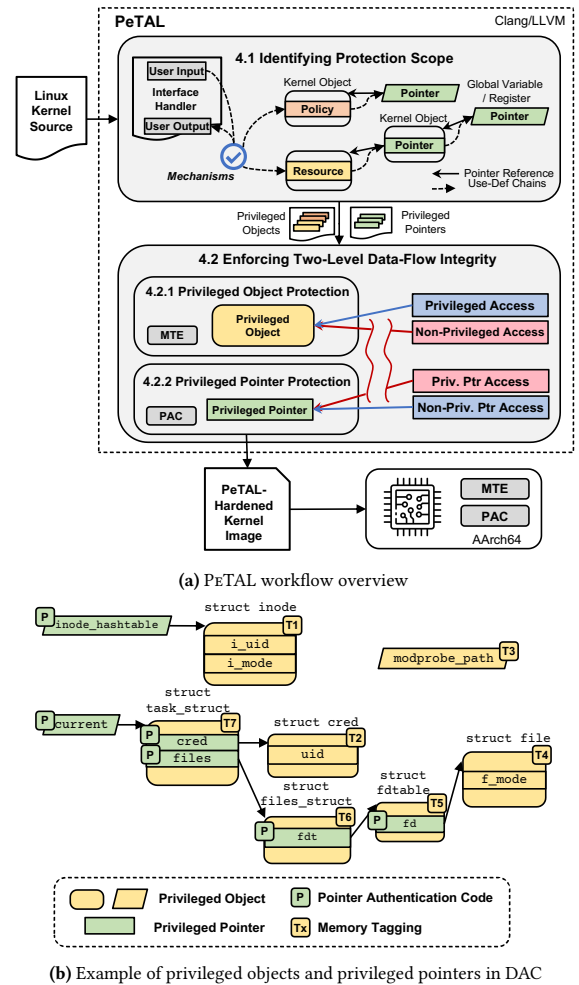 PeTAL
Clang/LLVM
4.1 Identifying Protection Scope
User Input
Interface
Handler
User Output
Mechanisms
Linux
Kernel
Source
Kernel Object
Policy
Pointer
Global Variable
/ Register
Pointer
Kernel Object
Pointer
Resource
Pointer Reference
Use-Def Chains
Privileged
Objects
Privileged
Pointers
4.2 Enforcing Two-Level Data-Flow Integrity
4.2.1 Privileged Object Protection
MTE
Privileged
Object
Privileged Access
Non-Privileged Access
4.2.2 Privileged Pointer Protection
PAC
Privileged Pointer
Priv. Ptr Access
Non-Priv. Ptr Access
PeTAL-
Hardened
Kernel
Image
MTE
PAC
AArch64
(a) PeTAL workflow overview
P
inode_hashtable
struct inode
T1
i_uid
i_mode
modprobe_path
T3
P
current
struct
task_struct
T7
P
cred
P
files
struct cred
T2
uid
struct
files_struct
T6
P
fdt
struct
fdtable
T5
P
fd
struct file
T4
f_mode
Privileged Object
P
Pointer Authentication Code
Privileged Pointer
Tx
Memory Tagging
(b) Example of privileged objects and privileged pointers in DAC